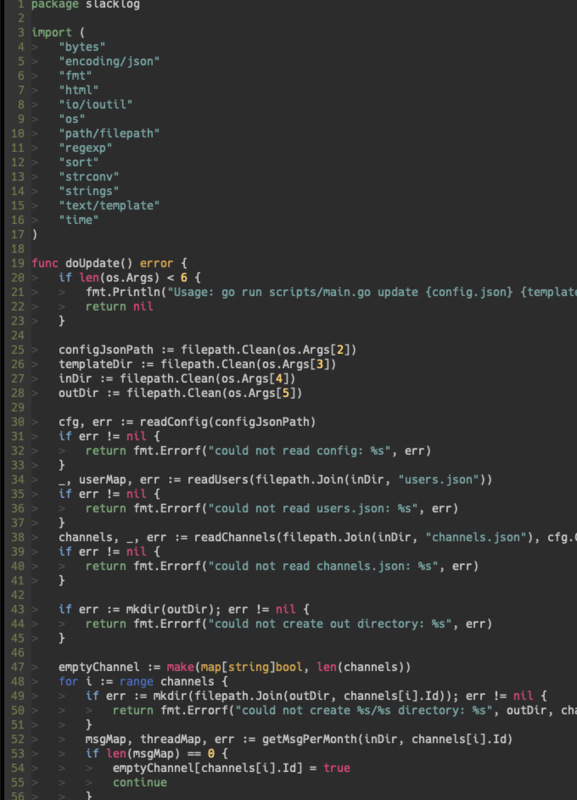 1 package slacklog
2
3 import (
4 > "bytes"
5 > "encoding/json"
6 > "fmt"
7 > "html"
8 > "io/ioutil"
9 > "os"
10 > "path/filepath"
11 > "regexp"
12 > "sort"
13 > "strconv"
14 > "strings"
15 > "text/template"
16 > "time"
17 )
18
19 func doUpdate() error {
20 > if len(os.Args) < 6 {
21 > > fmt.Println("Usage: go run scripts/main.go update {config.json} {templat
22 > > return nil
23 > }
24
25 > configJsonPath := filepath.Clean(os.Args[2])
26 > templateDir := filepath.Clean(os.Args[3])
27 > inDir := filepath.Clean(os.Args[4])
28 > outDir := filepath.Clean(os.Args[5])
29
30 > cfg, err := readConfig(configJsonPath)
31 > if err != nil {
32 > > return fmt.Errorf("could not read config: %s", err)
33 > }
34 > _, userMap, err := readUsers(filepath.Join(inDir, "users.json"))
35 > if err != nil {
36 > > return fmt.Errorf("could not read users.json: %s", err)
37 > }
38 > channels, _, err := readChannels(filepath.Join(inDir, "channels.json"), cfg.
39 > if err != nil {
40 > > return fmt.Errorf("could not read channels.json: %s", err)
41 > }
42
43 > if err := mkdir(outDir); err != nil {
44 > > return fmt.Errorf("could not create out directory: %s", err)
45 > }
46
47 > emptyChannel := make(map[string]bool, len(channels))
48 > for i := range channels {
49 > > if err := mkdir(filepath.Join(outDir, channels[i].Id)); err != nil {
50 > > > return fmt.Errorf("could not create %s/%s directory: %s", outDir, cha
51 > > }
52 > > msgMap, threadMap, err := getMsgPerMonth(inDir, channels[i].Id)
53 > > if len(msgMap) == 0 {
54 > > > emptyChannel[channels[i].Id] = true
55 > > > continue
56 > > }